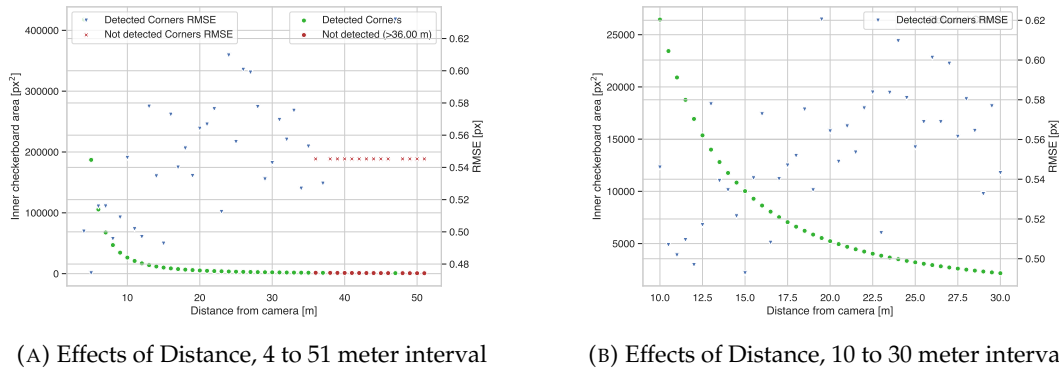 Detected Corners RMSE
Not detected Corners RMSE
Detected Corners
Not detected (>36.00 m)
400000
300000
200000
100000
0
Inner checkerboard area [px²]
0.62
0.60
0.58
0.56
0.54
0.52
0.50
0.48
RMSE [px]
10 20 30 40 50
Distance from camera [m]
Detected Corners RMSE
25000
20000
15000
10000
5000
Inner checkerboard area [px²]
0.62
0.60
0.58
0.56
0.54
0.52
0.50
RMSE [px]
10.0 12.5 15.0 17.5 20.0 22.5 25.0 27.5 30.0
Distance from camera [m]
(A) Effects of Distance, 4 to 51 meter interval
(B) Effects of Distance, 10 to 30 meter interva